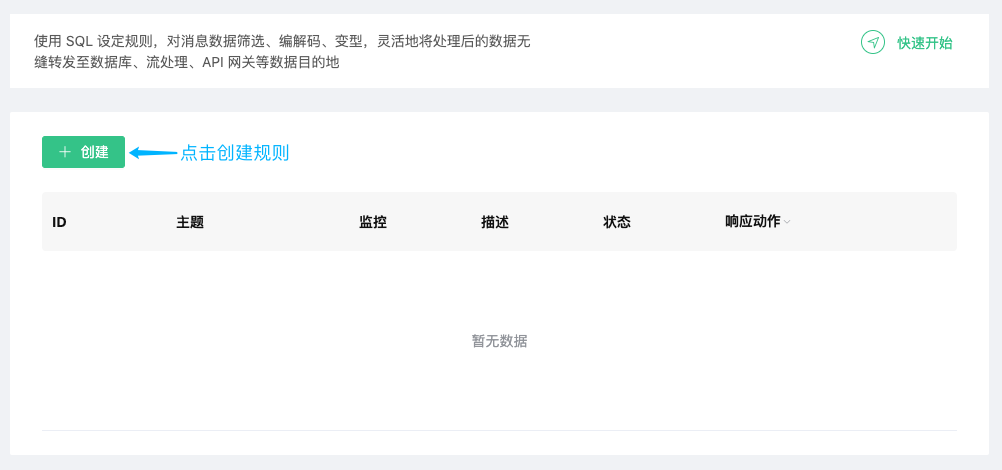 使用 SQL 设定规则，对消息数据筛选、编解码、变型，灵活地将处理后的数据无
缝转发至数据库、流处理、API 网关等数据目的地
快速开始
创建
点击创建规则
ID 主题 监控 描述 状态 响应动作
暂无数据